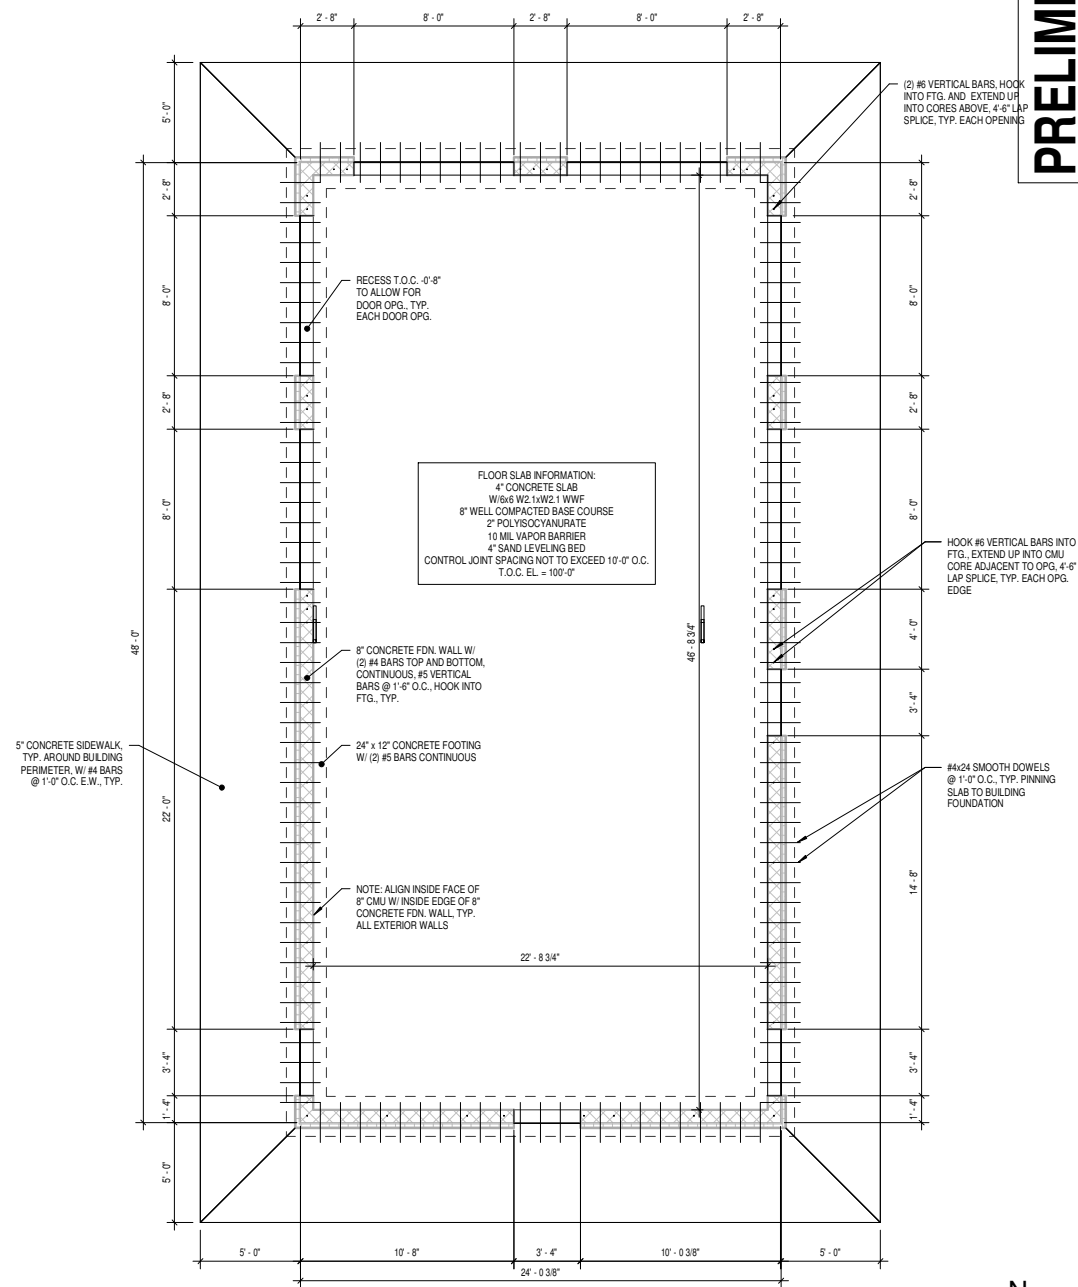 2' - 8"
8' - 0"
2' - 8"
8' - 0"
2' - 8"
PRELIMI
(2) #6 VERTICAL BARS, HOOK
INTO FTG. AND EXTEND UP
INTO CORES ABOVE, 4'-6" LAP
SPLICE, TYP. EACH OPENING
5' - 0"
2' - 8"
8' - 0"
2' - 8"
8' - 0"
22' - 0"
3' - 4"
1' - 4"
5' - 0"
48' - 0"
RECESS T.O.C. -0'-8"
TO ALLOW FOR
DOOR OPG., TYP.
EACH DOOR OPG.
FLOOR SLAB INFORMATION:
4" CONCRETE SLAB
W/6x6 W2.1xW2.1 WWF
8" WELL COMPACTED BASE COURSE
2" POLYISOCYANURATE
10 MIL VAPOR BARRIER
4" SAND LEVELING BED
CONTROL JOINT SPACING NOT TO EXCEED 10'-0" O.C.
T.O.C. EL. = 100'-0"
46' - 8 3/4"
8" CONCRETE FDN. WALL W/
(2) #4 BARS TOP AND BOTTOM,
CONTINUOUS, #5 VERTICAL
BARS @ 1'-6" O.C., HOOK INTO
FTG., TYP.
5" CONCRETE SIDEWALK,
TYP. AROUND BUILDING
PERIMETER, W/ #4 BARS
@ 1'-0" O.C. E.W., TYP.
24" x 12" CONCRETE FOOTING
W/ (2) #5 BARS CONTINUOUS
NOTE: ALIGN INSIDE FACE OF
8" CMU W/ INSIDE EDGE OF 8"
CONCRETE FDN. WALL, TYP.
ALL EXTERIOR WALLS
22' - 8 3/4"
2' - 8"
8' - 0"
2' - 8"
8' - 0"
4' - 0"
3' - 4"
14' - 8"
3' - 4"
1' - 4"
HOOK #6 VERTICAL BARS INTO
FTG., EXTEND UP INTO CMU
CORE ADJACENT TO OPG, 4'-6"
LAP SPLICE, TYP. EACH OPG.
EDGE
#4x24 SMOOTH DOWELS
@ 1'-0" O.C., TYP. PINNING
SLAB TO BUILDING
FOUNDATION
5' - 0"
10' - 8"
3' - 4"
10' - 0 3/8"
5' - 0"
24' - 0 3/8"
N